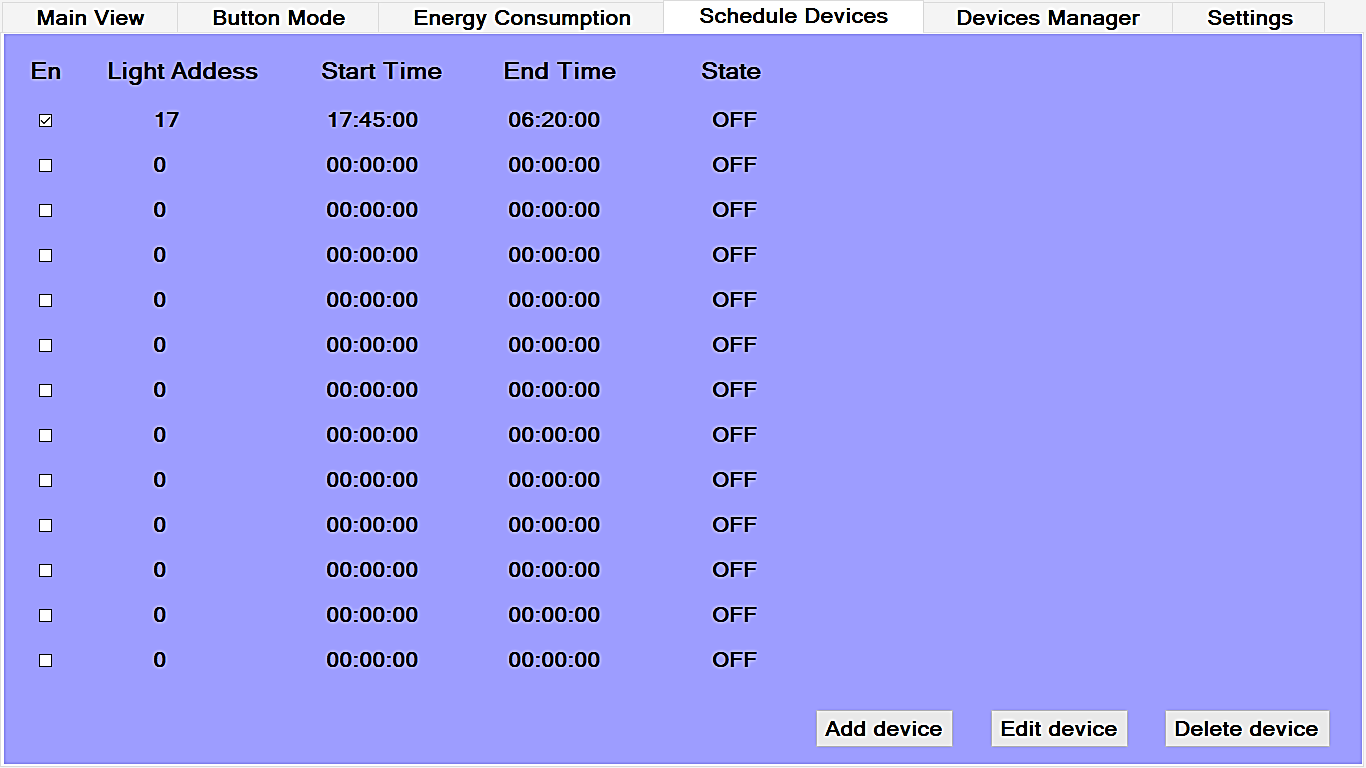 Main View Button Mode Energy Consumption Schedule Devices Devices Manager Settings
En Light Addess Start Time End Time State
17 17:45:00 06:20:00 OFF
0 00:00:00 00:00:00 OFF
0 00:00:00 00:00:00 OFF
0 00:00:00 00:00:00 OFF
0 00:00:00 00:00:00 OFF
0 00:00:00 00:00:00 OFF
0 00:00:00 00:00:00 OFF
0 00:00:00 00:00:00 OFF
0 00:00:00 00:00:00 OFF
0 00:00:00 00:00:00 OFF
0 00:00:00 00:00:00 OFF
0 00:00:00 00:00:00 OFF
0 00:00:00 00:00:00 OFF
Add device Edit device Delete device